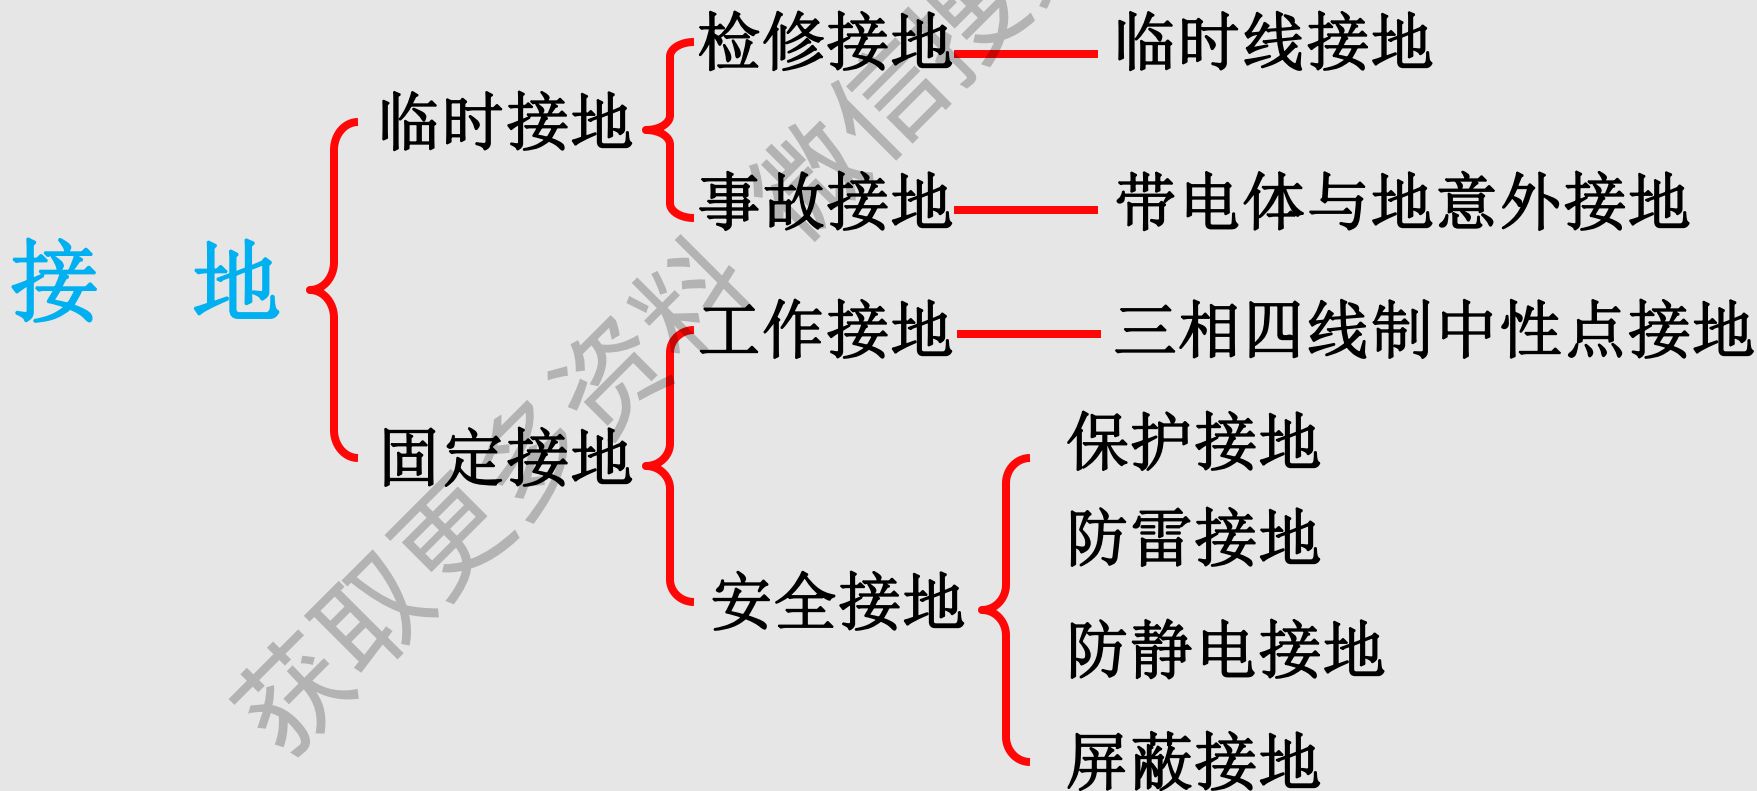 接 地
临时接地
检修接地 临时线接地
事故接地 带电体与地意外接地
固定接地
工作接地 三相四线制中性点接地
安全接地
保护接地
防雷接地
防静电接地
屏蔽接地
获取更多资料 微信搜